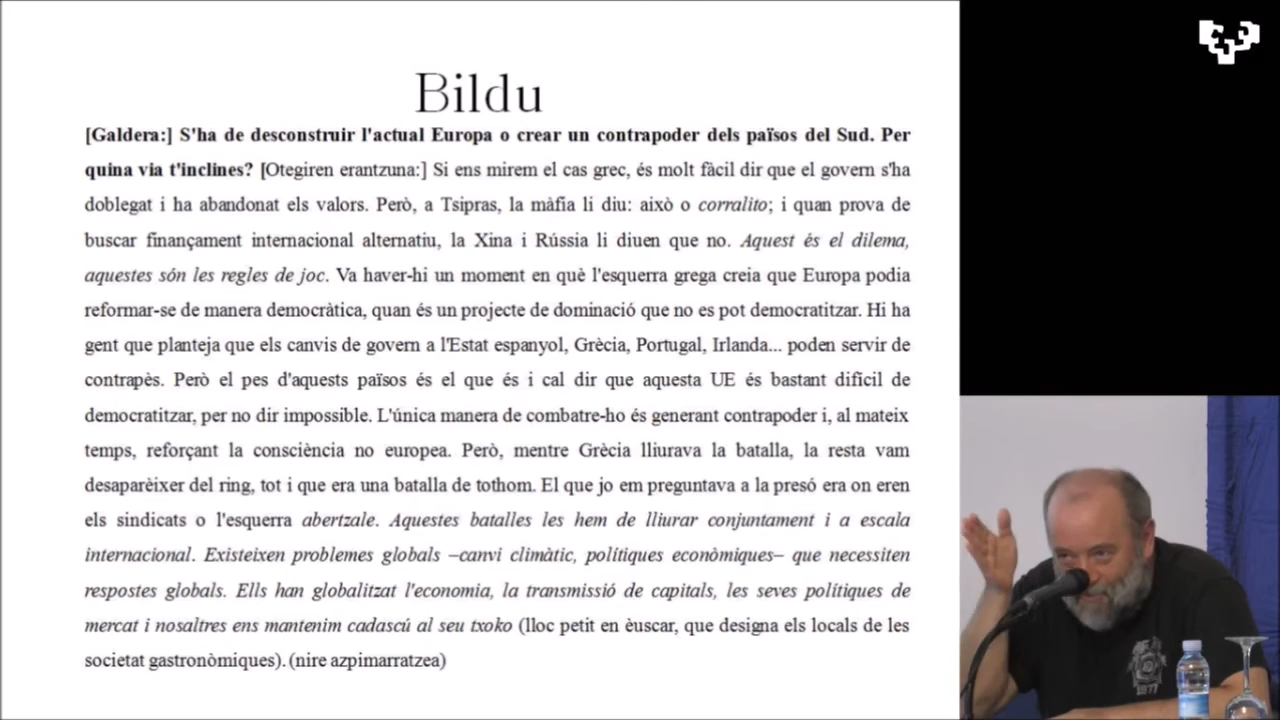 Bildu
[Galdera:] S'ha de desconstruir l'actual Europa o crear un contrapoder dels països del Sud. Per
quina via t'inclines? [Otegiren erantzuna:] Si ens mirem el cas grec, és molt fàcil dir que el govern s'ha
doblegat i ha abandonat els valors. Però, a Tsipras, la màfia li diu: això o corralito; i quan prova de
buscar finançament internacional alternatiu, la Xina i Rússia li diuen que no. Aquest és el dilema,
aquestes són les regles de joc. Va haver-hi un moment en què l'esquerra grega creia que Europa podia
reformar-se de manera democràtica, quan és un projecte de dominació que no es pot democratitzar. Hi ha
gent que planteja que els canvis de govern a l'Estat espanyol, Grècia, Portugal, Irlanda... poden servir de
contrapès. Però el pes d'aquests països és el que és i cal dir que aquesta UE és bastant difícil de
democratitzar, per no dir impossible. L'única manera de combatre-ho és generant contrapoder i, al mateix
temps, reforçant la consciència no europea. Però, mentre Grècia lliurava la batalla, la resta vam
desaparèixer del ring, tot i que era una batalla de tothom. El que jo em preguntava a la presó era on eren
els sindicats o l'esquerra abertzale. Aquestes batalles les hem de lliurar conjuntament i a escala
internacional. Existeixen problemes globals –canvi climàtic, polítiques econòmiques– que necessiten
respostes globals. Ells han globalitzat l'economia, la transmissió de capitals, les seves polítiques de
mercat i nosaltres ens mantenim cadascú al seu txoko (lloc petit en èuscar, que designa els locals de les
societat gastronòmiques). (nire azpimarratzea)
1977